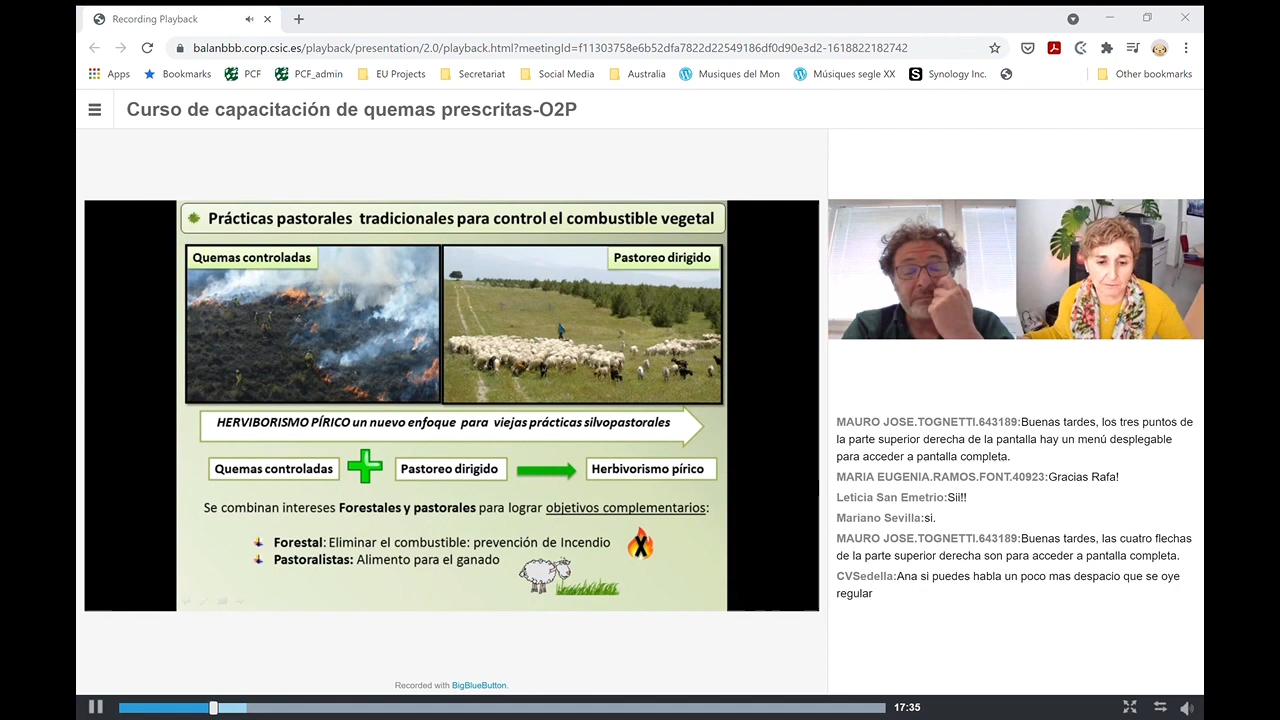 Recording Playback
balanbbb.corp.csic.es/playback/presentation/2.0/playback.html?meetingId=f11303758e6b52dfa7822d22549186df0d90e3d2-1618822182742
Apps Bookmarks PCF PCF_admin EU Projects Secretariat Social Media Australia Musiques del Mon Músiques segle XX Synology Inc. Other bookmarks
Curso de capacitación de quemas prescritas-O2P
Prácticas pastorales tradicionales para control el combustible vegetal
Quemas controladas
Pastoreo dirigido
HERVIBORISMO PÍRICO un nuevo enfoque para viejas prácticas silvopastorales
Quemas controladas Pastoreo dirigido Herbivorismo pírico
Se combinan intereses Forestales y pastorales para lograr objetivos complementarios:
Forestal: Eliminar el combustible: prevención de Incendio
Pastoralistas: Alimento para el ganado
MAURO JOSE.TOGNETTI.643189:Buenas tardes, los tres puntos de
la parte superior derecha de la pantalla hay un menú desplegable
para acceder a pantalla completa.
MARIA EUGENIA.RAMOS.FONT.40923:Gracias Rafa!
Leticia San Emetrio:Sii!!
Mariano Sevilla:si.
MAURO JOSE.TOGNETTI.643189:Buenas tardes, las cuatro flechas
de la parte superior derecha son para acceder a pantalla completa.
CVSedella:Ana si puedes habla un poco mas despacio que se oye
regular
Recorded with BigBlueButton.
17:35